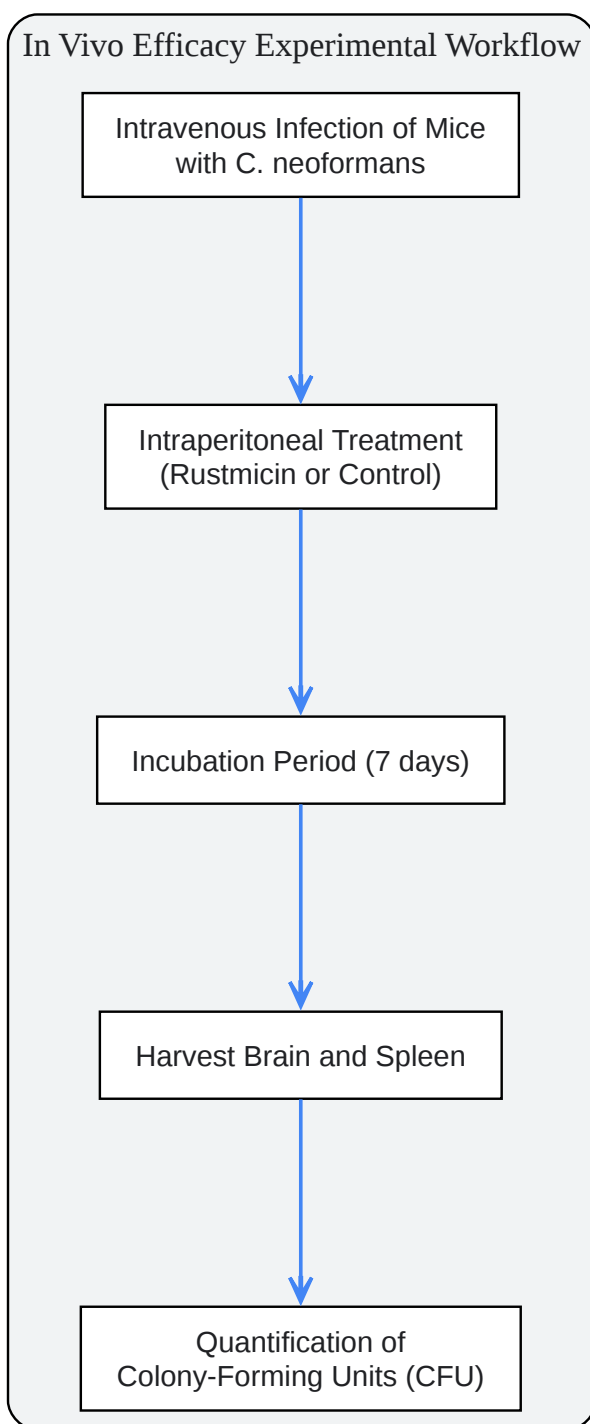 In Vivo Efficacy Experimental Workflow
Intravenous Infection of Mice
with C. neoformans
Intraperitoneal Treatment
(Rustmicin or Control)
Incubation Period (7 days)
Harvest Brain and Spleen
Quantification of
Colony-Forming Units (CFU)